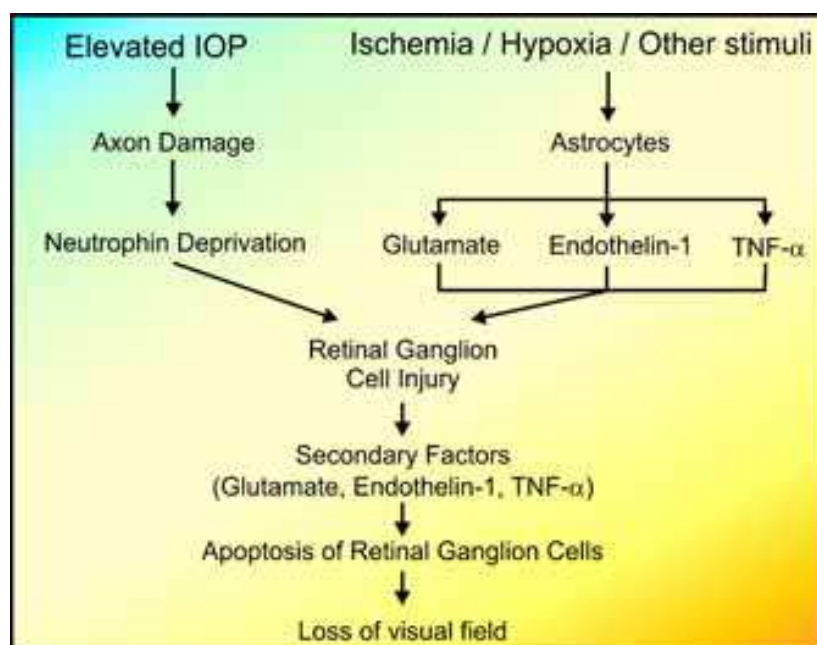 Elevated IOP
Ischemia / Hypoxia / Other stimuli
Axon Damage
Astrocytes
Neutrophin Deprivation
Glutamate
Endothelin-1
TNF-α
Retinal Ganglion
Cell Injury
Secondary Factors
(Glutamate, Endothelin-1, TNF-α)
Apoptosis of Retinal Ganglion Cells
Loss of visual field